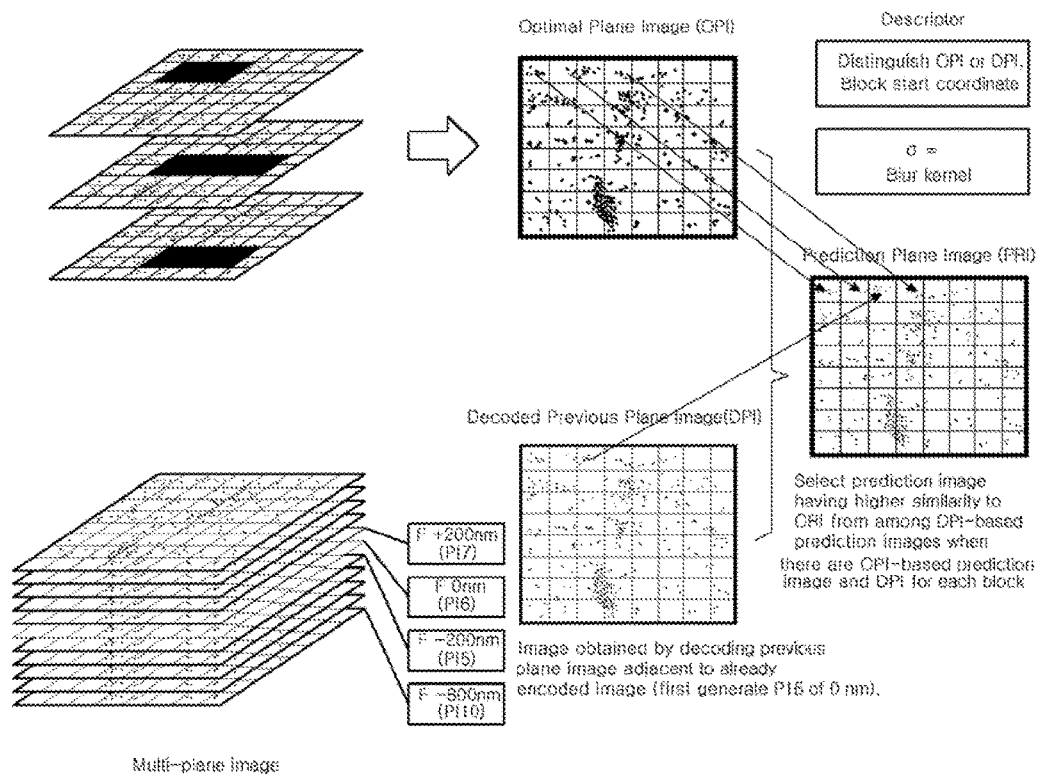 Optimal Plane Image (OPI)
Descriptor
Distinguish OPI or DPI,
Block start coordinate
σ =
Blur kernel
Prediction Plane Image (PRI)
Decoded Previous Plane Image(DPI)
Select prediction image
having higher similarity to
ORI from among DPI-based
prediction images when
there are OPI-based prediction
image and DPI for each block
F +200nm
(PI7)
F 0nm
(PI6)
F -200nm
(PI5)
F -800nm
(PI10)
Image obtained by decoding previous
plane image adjacent to already
encoded image (first generate PI6 of 0 nm).
Multi-plane image